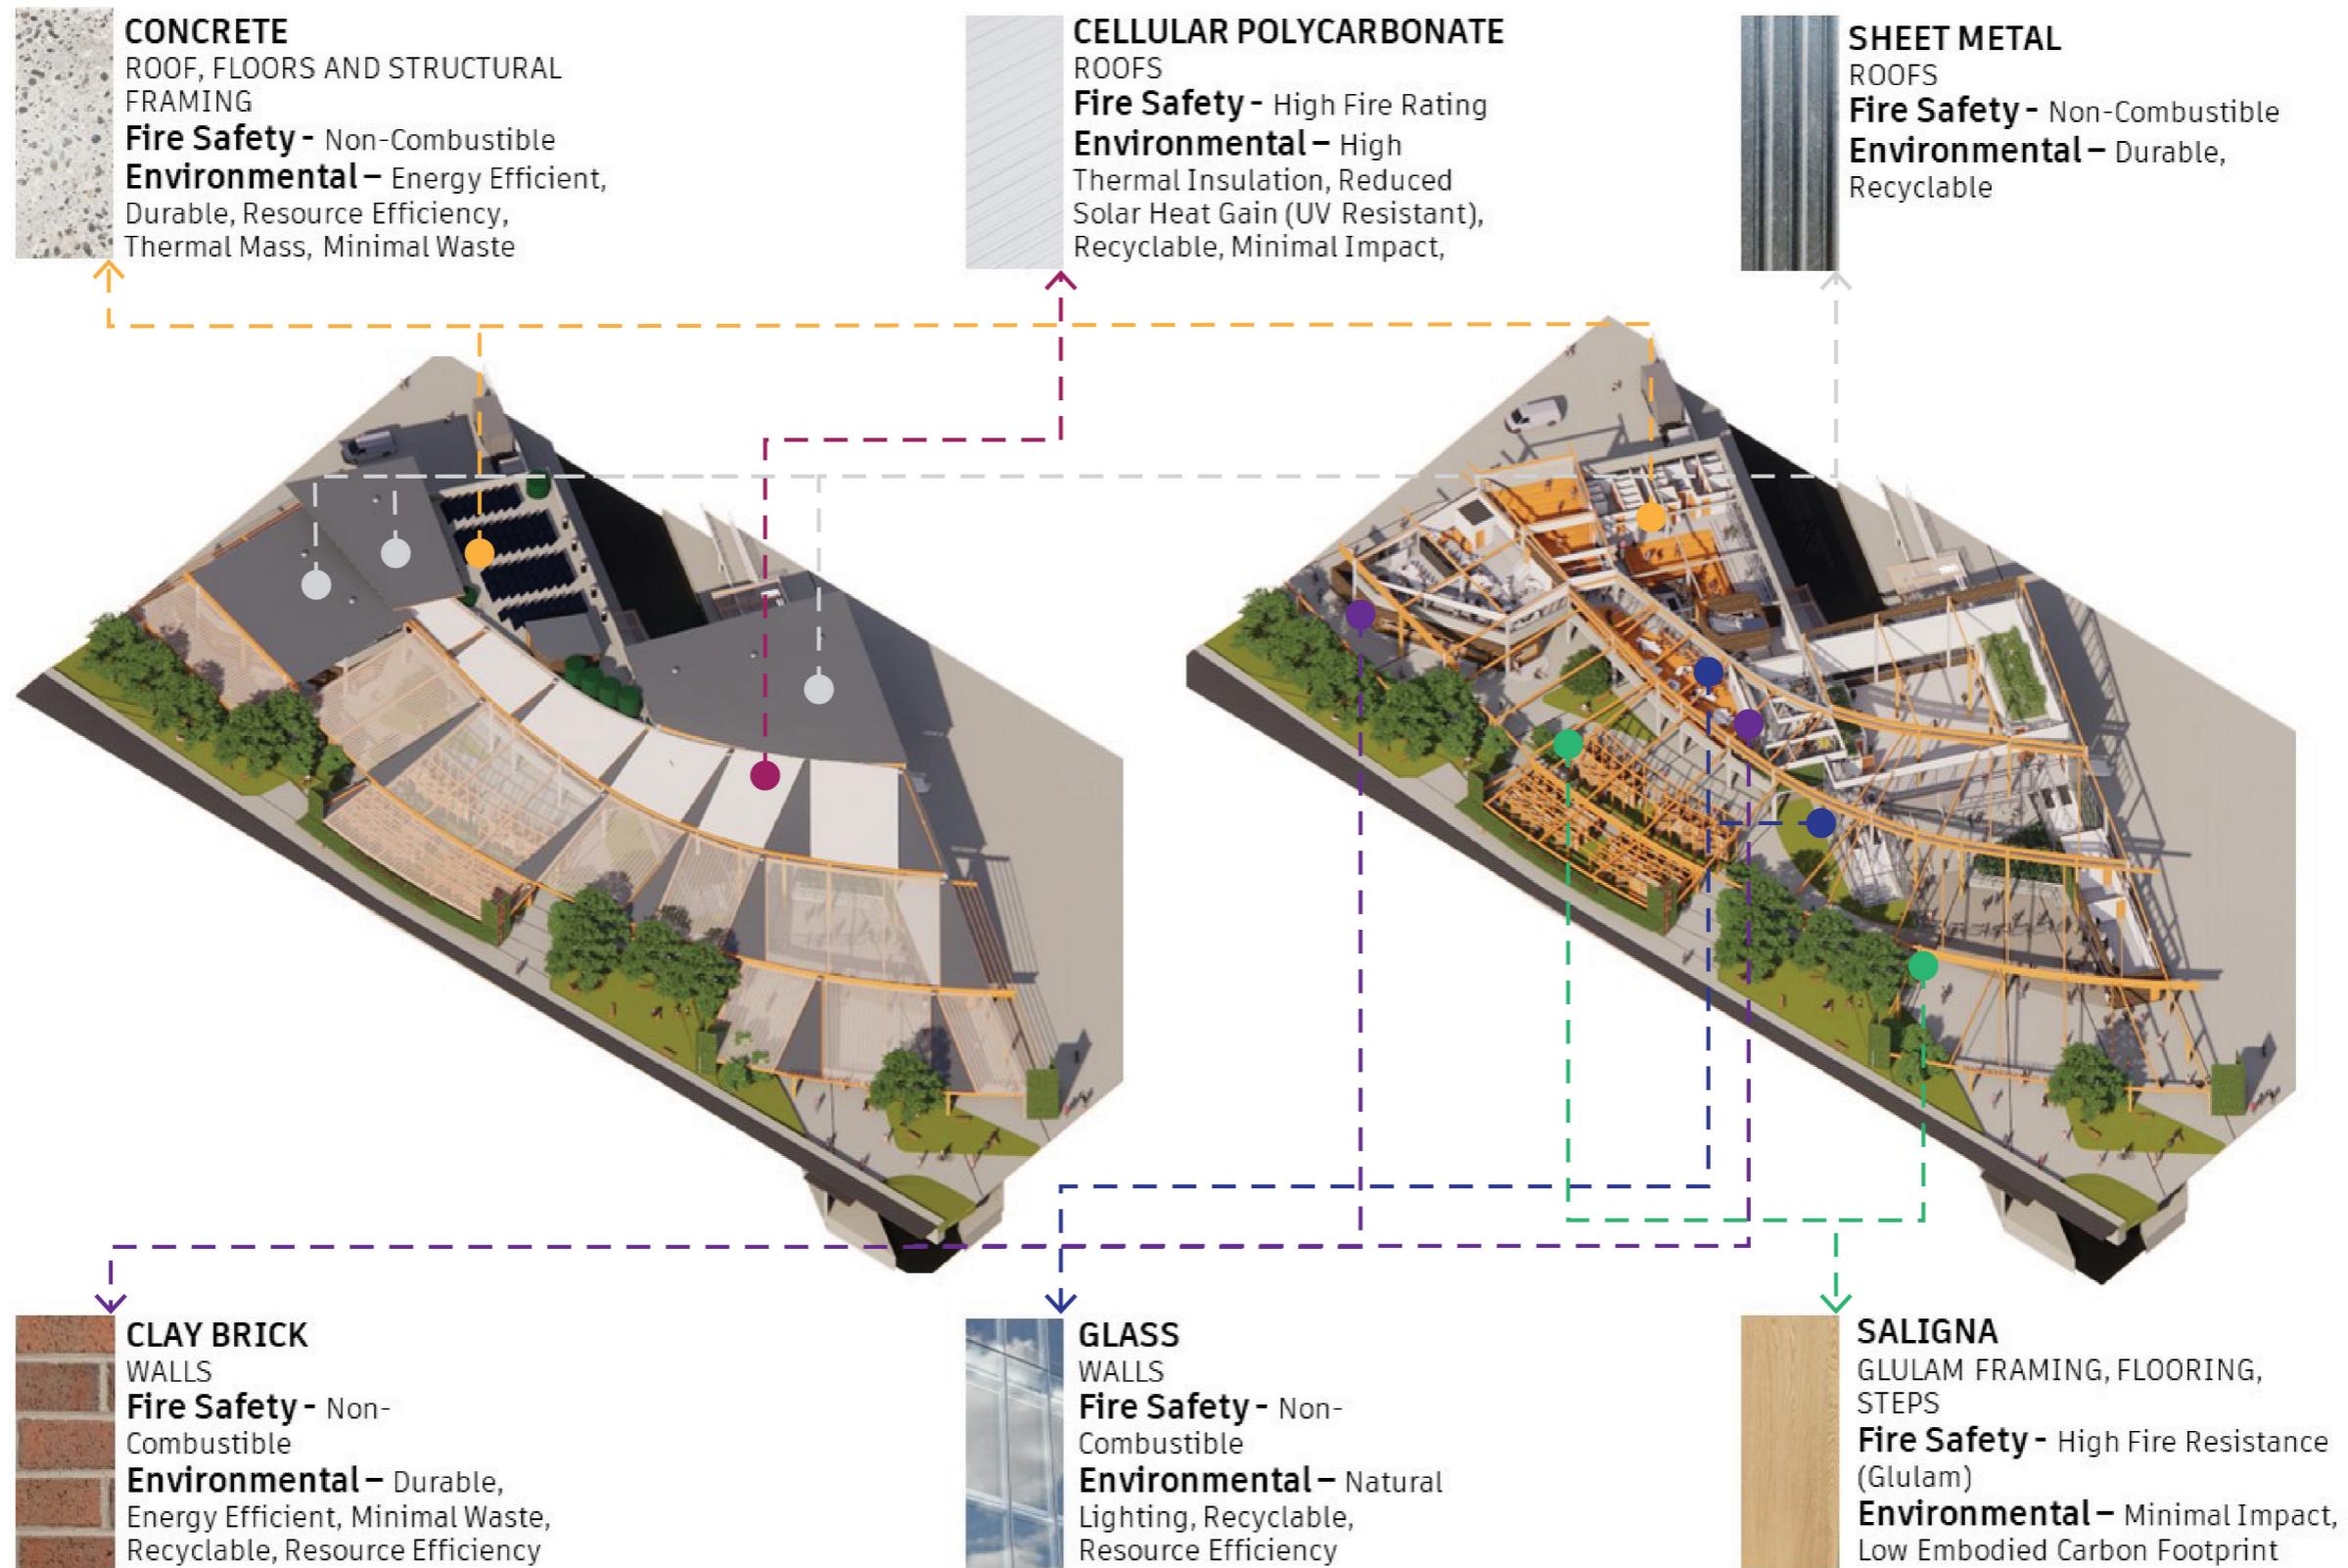 CONCRETE
ROOF, FLOORS AND STRUCTURAL
FRAMING
Fire Safety - Non-Combustible
Environmental – Energy Efficient,
Durable, Resource Efficiency,
Thermal Mass, Minimal Waste
CELLULAR POLYCARBONATE
ROOFS
Fire Safety - High Fire Rating
Environmental – High
Thermal Insulation, Reduced
Solar Heat Gain (UV Resistant),
Recyclable, Minimal Impact,
SHEET METAL
ROOFS
Fire Safety - Non-Combustible
Environmental – Durable,
Recyclable
CLAY BRICK
WALLS
Fire Safety - Non-
Combustible
Environmental – Durable,
Energy Efficient, Minimal Waste,
Recyclable, Resource Efficiency
GLASS
WALLS
Fire Safety - Non-
Combustible
Environmental – Natural
Lighting, Recyclable,
Resource Efficiency
SALIGNA
GLULAM FRAMING, FLOORING,
STEPS
Fire Safety - High Fire Resistance
(Glulam)
Environmental – Minimal Impact,
Low Embodied Carbon Footprint